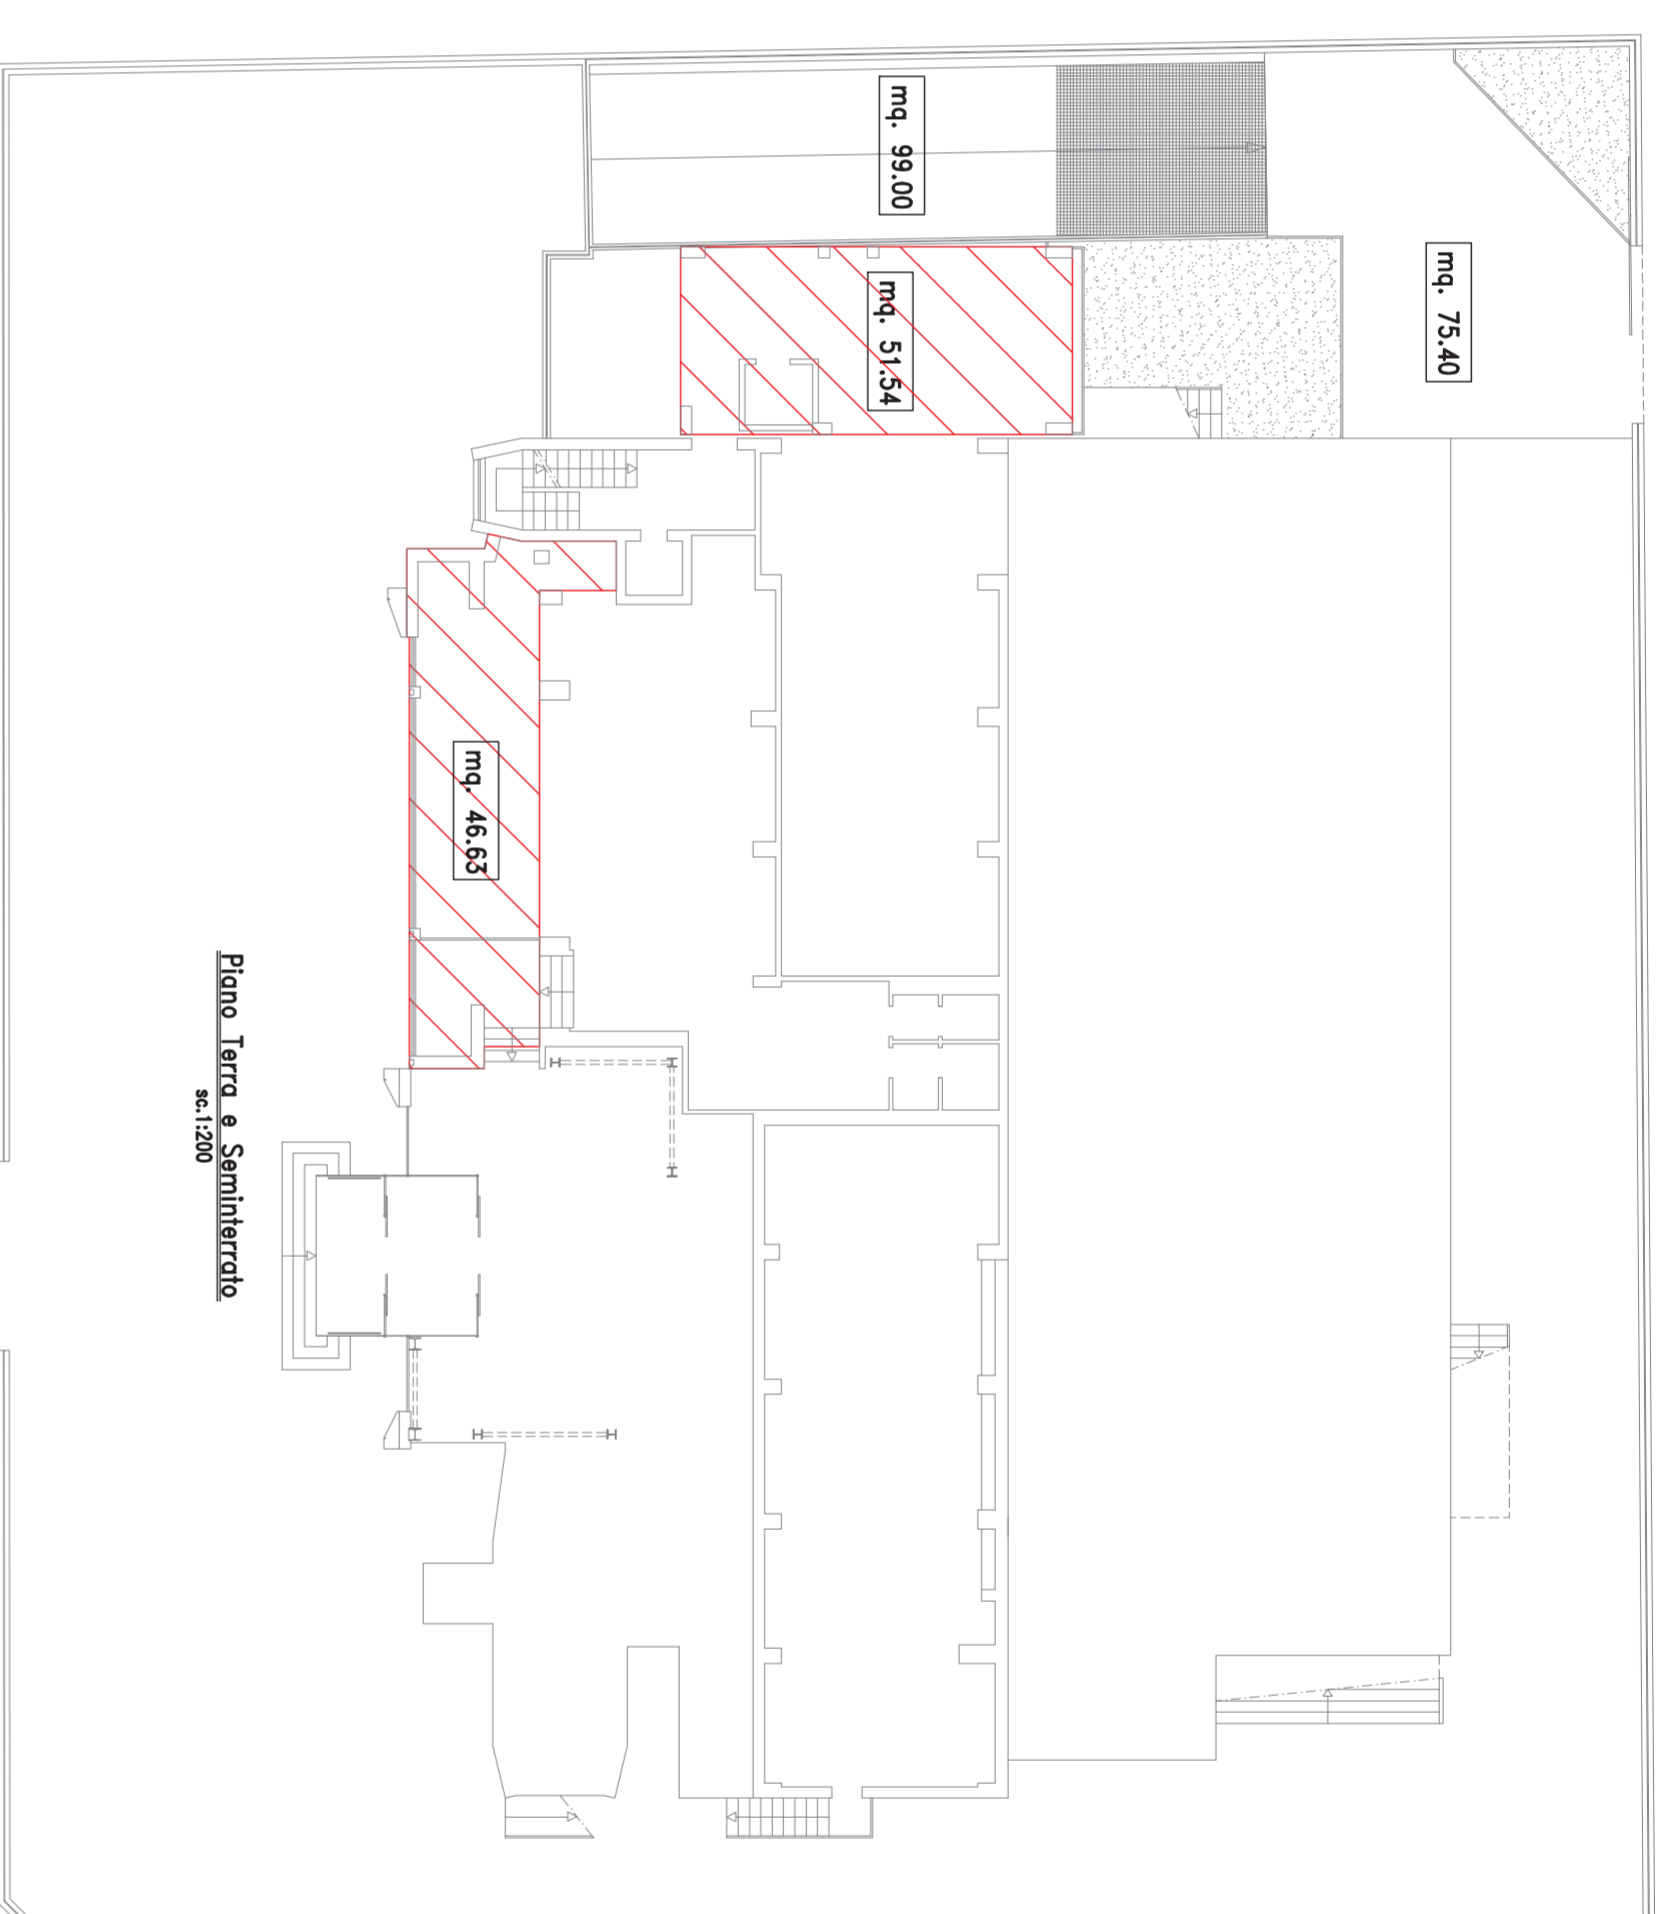 mq. 75.40
mq. 99.00
mq. 51.54
mq. 46.63
Piano Terra e Seminterrato
sc.1:200